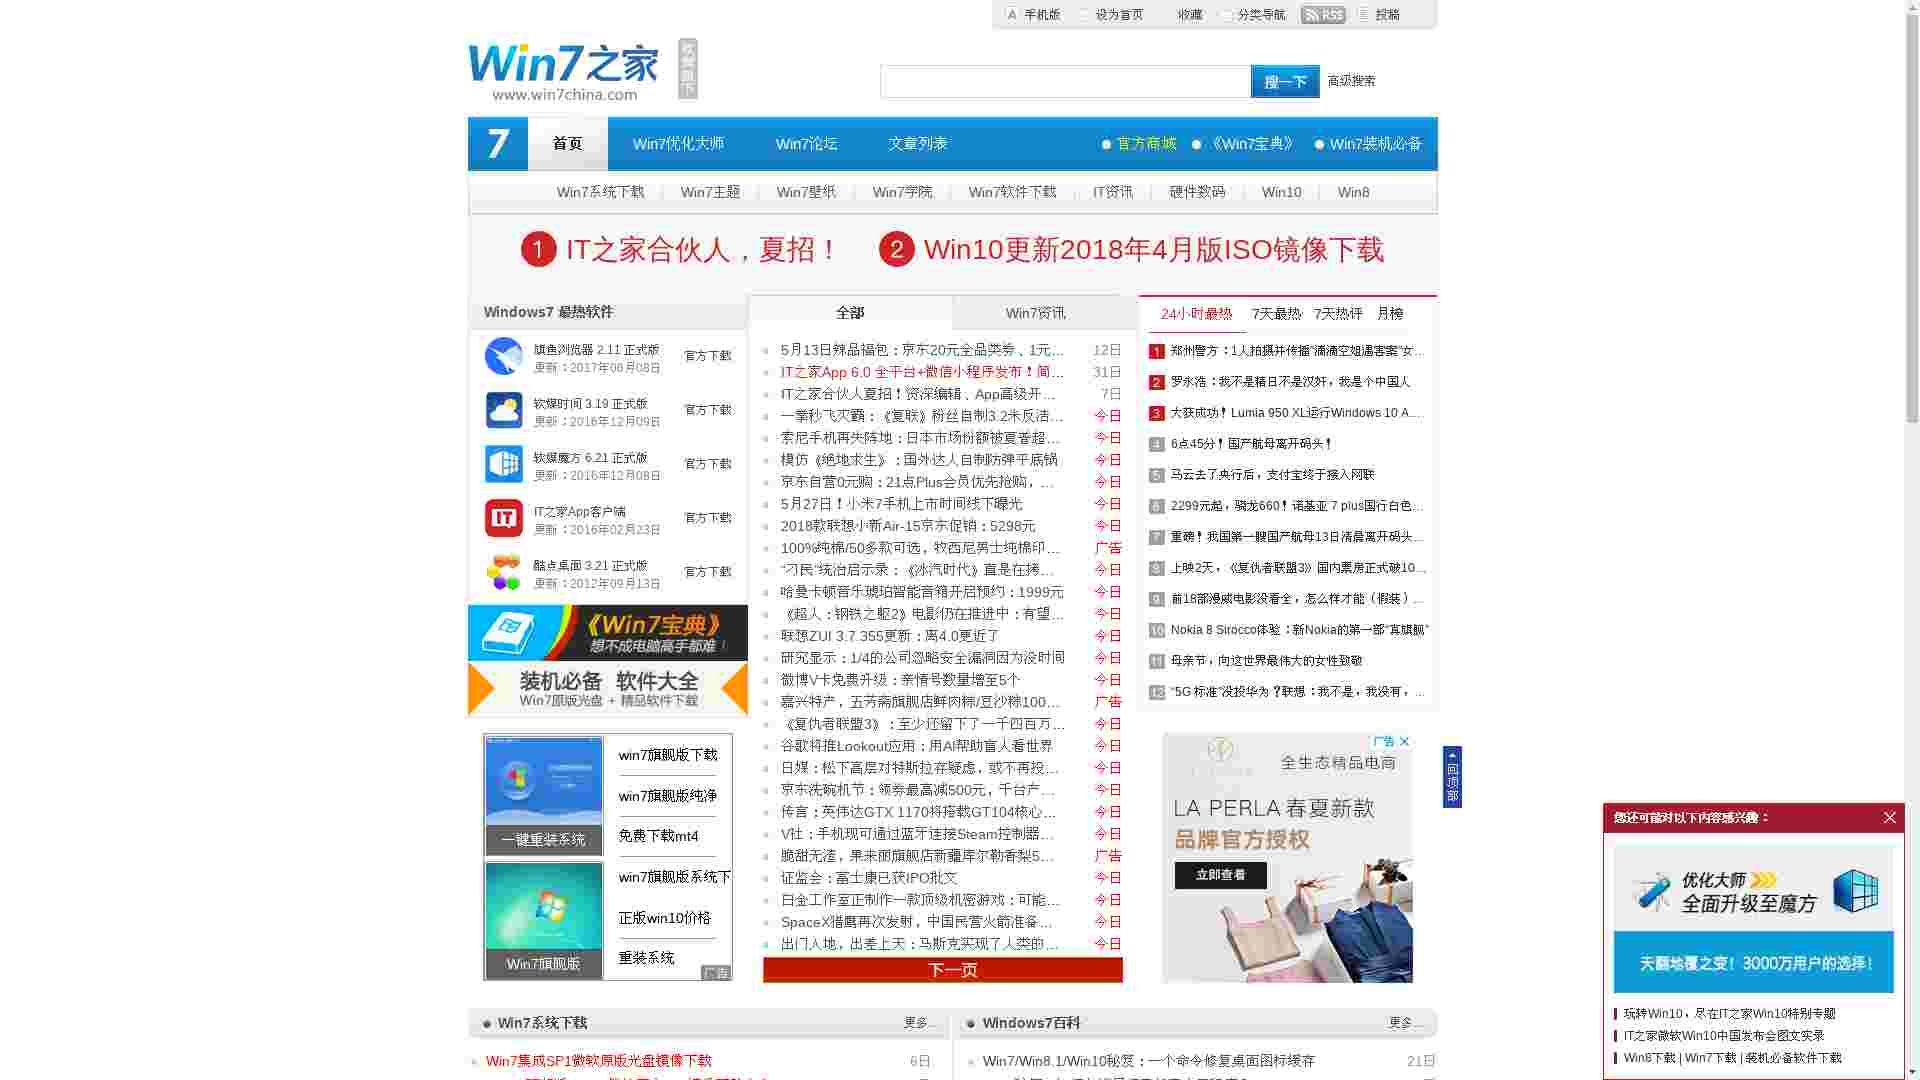 手机版 设为首页 收藏 分类导航 RSS 投稿
Win7之家
www.win7china.com
搜一下 高级搜索
7 首页 Win7优化大师 Win7论坛 文章列表 官方商城 《Win7宝典》 Win7装机必备
Win7系统下载 Win7主题 Win7壁纸 Win7学院 Win7软件下载 IT资讯 硬件数码 Win10 Win8
1 IT之家合伙人，夏招！ 2 Win10更新2018年4月版ISO镜像下载
Windows7 最热软件
旗鱼浏览器 2.11 正式版 官方下载
更新：2017年06月08日
软媒时间 3.19 正式版 官方下载
更新：2016年12月09日
软媒魔方 6.21 正式版 官方下载
更新：2016年12月08日
IT之家App客户端 官方下载
更新：2016年02月23日
酷点桌面 3.21 正式版 官方下载
更新：2012年09月13日
《Win7宝典》
想不成电脑高手都难！
装机必备 软件大全
Win7原版光盘 + 精品软件下载
一键重装系统
Win7旗舰版
win7旗舰版下载
win7旗舰版纯净
免费下载mt4
win7旗舰版系统下
正版win10价格
重装系统
广告
全部 Win7资讯
5月13日辣品福包：京东20元全品类券、1元… 12日
IT之家App 6.0 全平台+微信小程序发布！简… 31日
IT之家合伙人夏招！资深编辑、App高级开… 7日
一拳秒飞灭霸：《复联》粉丝自制3.2米反浩… 今日
索尼手机再失阵地：日本市场份额被夏普超… 今日
模仿《绝地求生》：国外达人自制防弹平底锅 今日
京东自营0元购：21点Plus会员优先抢购，… 今日
5月27日！小米7手机上市时间线下曝光 今日
2018款联想小新Air-15京东促销：5298元 今日
100%纯棉/50多款可选，牧西尼男士纯棉印… 广告
“刁民”统治启示录：《冰汽时代》直是在拷… 今日
哈曼卡顿音乐琥珀智能音箱开启预约：1999元 今日
《超人：钢铁之躯2》电影仍在推进中：有望… 今日
联想ZUI 3.7.355更新：离4.0更近了 今日
研究显示：1/4的公司忽略安全漏洞因为没时间 今日
微博V卡免费升级：亲情号数量增至5个 今日
嘉兴特产，五芳斋旗舰店鲜肉粽/豆沙粽100… 广告
《复仇者联盟3》：至少还留下了一千四百万… 今日
谷歌将推Lookout应用：用AI帮助盲人看世界 今日
日媒：松下高层对特斯拉存疑虑，或不再投… 今日
京东洗碗机节：领券最高减500元，千台产… 今日
传言：英伟达GTX 1170将搭载GT104核心… 今日
V社：手机现可通过蓝牙连接Steam控制器… 今日
脆甜无渣，果来丽旗舰店新疆库尔勒香梨5… 广告
证监会：富士康已获IPO批文 今日
白金工作室正制作一款顶级机密游戏：可能… 今日
SpaceX猎鹰再次发射，中国民营火箭准备… 今日
出门入地，出差上天：马斯克实现了人类的… 今日
下一页
24小时最热 7天最热 7天热评 月榜
1 郑州警方：1人拍摄并传播“滴滴空姐遇害案”女…
2 罗永浩：我不是精日不是汉奸，我是个中国人
3 大获成功！Lumia 950 XL运行Windows 10 A…
4 6点45分！国产航母离开码头！
5 马云去了央行后，支付宝终于接入网联
6 2299元起，骁龙660！诺基亚 7 plus国行白色…
7 重磅！我国第一艘国产航母13日清晨离开码头…
8 上映2天，《复仇者联盟3》国内票房正式破10…
9 前18部漫威电影没看全，怎么样才能（假装）…
10 Nokia 8 Sirocco体验：新Nokia的第一部“真旗舰”
11 母亲节，向这世界最伟大的女性致敬
12 “5G 标准”没投华为？联想：我不是，我没有，…
广告
全生态精品电商
LA PERLA 春夏新款
品牌官方授权
立即查看
回顶部
您还可能对以下内容感兴趣：
优化大师
全面升级至魔方
天翻地覆之变！3000万用户的选择！
玩转Win10，尽在IT之家Win10特别专题
IT之家微软Win10中国发布会图文实录
Win8下载 | Win7下载 | 装机必备软件下载
Win7系统下载 更多…
Win7集成SP1微软原版光盘镜像下载 6日
Windows7百科 更多…
Win7/Win8.1/Win10秘笈：一个命令修复桌面图标缓存 21日